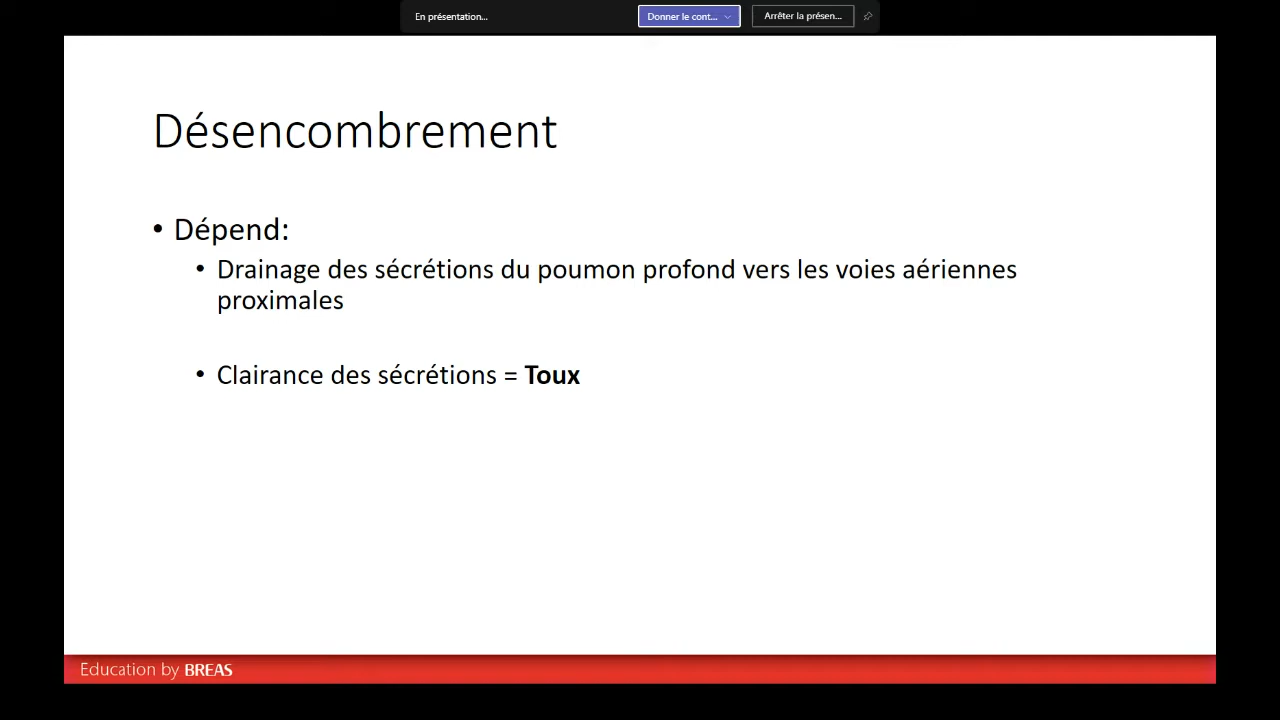 En présentation...
Donner le cont...
Arrêter la présen...
Désencombrement
• Dépend:
• Drainage des sécrétions du poumon profond vers les voies aériennes
proximales
• Clairance des sécrétions = Toux
Education by BREAS